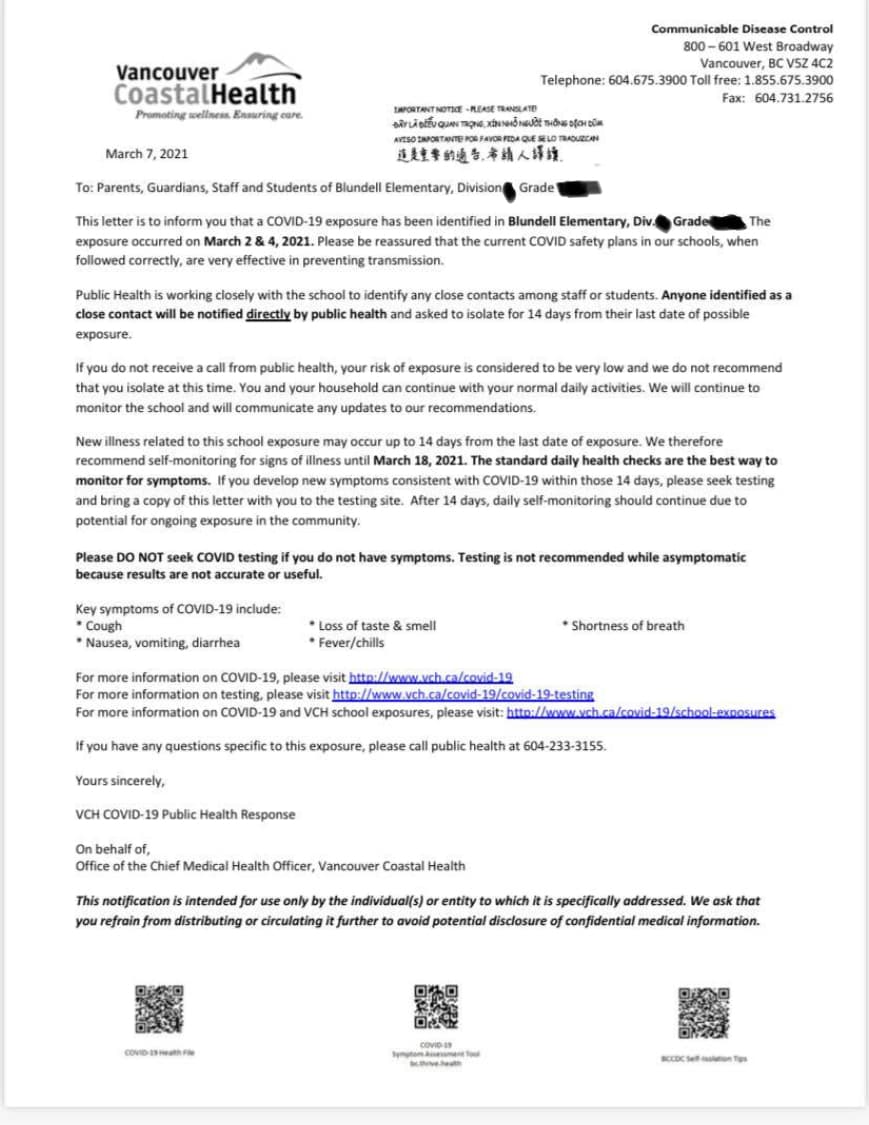 Communicable Disease Control
800 – 601 West Broadway
Vancouver, BC V5Z 4C2
Telephone: 604.675.3900 Toll free: 1.855.675.3900
Fax: 604.731.2756
Vancouver
CoastalHealth
Promoting wellness. Ensuring care.
IMPORTANT NOTICE - PLEASE TRANSLATE!
ĐÂY LÀ ĐIỀU QUAN TRỌNG, XIN NHỜ NGƯỜI THÔNG DỊCH DÙM
AVISO IMPORTANTE! POR FAVOR PIDA QUE SE LO TRADUZCAN
這是重要的通告,希請人譯讀.
March 7, 2021
To: Parents, Guardians, Staff and Students of Blundell Elementary, Division Grade
This letter is to inform you that a COVID-19 exposure has been identified in Blundell Elementary, Div. Grade The
exposure occurred on March 2 & 4, 2021. Please be reassured that the current COVID safety plans in our schools, when
followed correctly, are very effective in preventing transmission.
Public Health is working closely with the school to identify any close contacts among staff or students. Anyone identified as a
close contact will be notified directly by public health and asked to isolate for 14 days from their last date of possible
exposure.
If you do not receive a call from public health, your risk of exposure is considered to be very low and we do not recommend
that you isolate at this time. You and your household can continue with your normal daily activities. We will continue to
monitor the school and will communicate any updates to our recommendations.
New illness related to this school exposure may occur up to 14 days from the last date of exposure. We therefore
recommend self-monitoring for signs of illness until March 18, 2021. The standard daily health checks are the best way to
monitor for symptoms. If you develop new symptoms consistent with COVID-19 within those 14 days, please seek testing
and bring a copy of this letter with you to the testing site. After 14 days, daily self-monitoring should continue due to
potential for ongoing exposure in the community.
Please DO NOT seek COVID testing if you do not have symptoms. Testing is not recommended while asymptomatic
because results are not accurate or useful.
Key symptoms of COVID-19 include:
* Cough * Loss of taste & smell * Shortness of breath
* Nausea, vomiting, diarrhea * Fever/chills
For more information on COVID-19, please visit http://www.vch.ca/covid-19
For more information on testing, please visit http://www.vch.ca/covid-19/covid-19-testing
For more information on COVID-19 and VCH school exposures, please visit: http://www.vch.ca/covid-19/school-exposures
If you have any questions specific to this exposure, please call public health at 604-233-3155.
Yours sincerely,
VCH COVID-19 Public Health Response
On behalf of,
Office of the Chief Medical Health Officer, Vancouver Coastal Health
This notification is intended for use only by the individual(s) or entity to which it is specifically addressed. We ask that
you refrain from distributing or circulating it further to avoid potential disclosure of confidential medical information.
COVID-19 Health File
COVID-19
Symptom Assessment Tool
bc.thrive.health
BCCDC Self-Isolation Tips